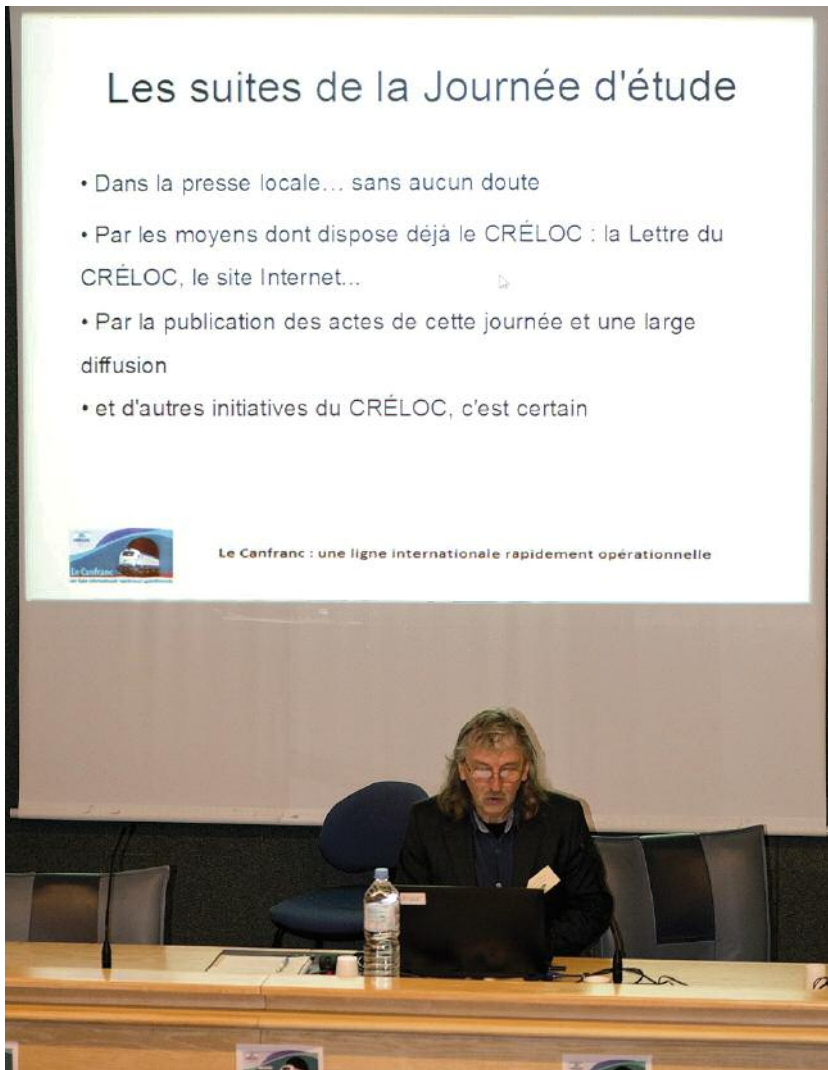 Les suites de la Journée d'étude
• Dans la presse locale... sans aucun doute
• Par les moyens dont dispose déjà le CRÉLOC : la Lettre du
CRÉLOC, le site Internet...
• Par la publication des actes de cette journée et une large
diffusion
• et d'autres initiatives du CRÉLOC, c'est certain
Le Canfranc
Le Canfranc : une ligne internationale rapidement opérationnelle